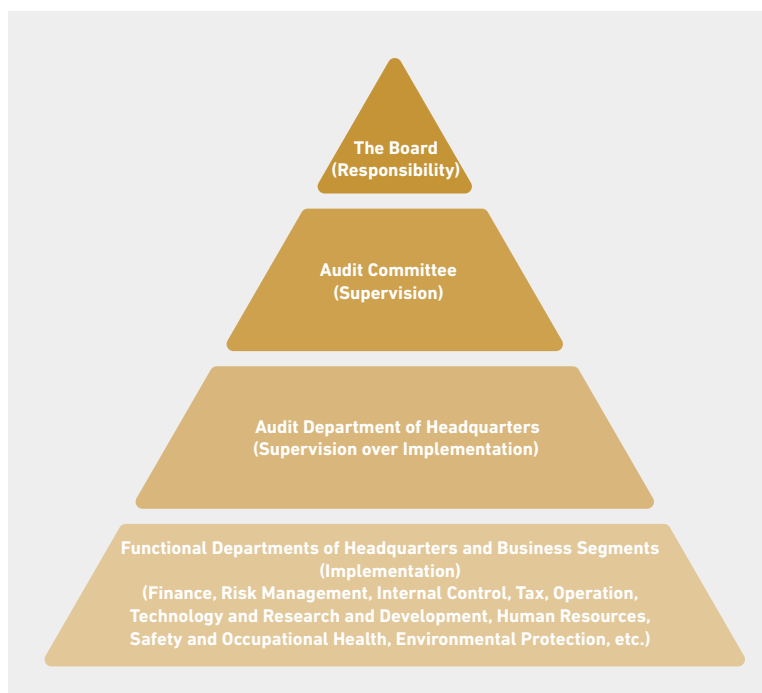 The Board
(Responsibility)
Audit Committee
(Supervision)
Audit Department of Headquarters
(Supervision over Implementation)
Functional Departments of Headquarters and Business Segments
(Implementation)
(Finance, Risk Management, Internal Control, Tax, Operation,
Technology and Research and Development, Human Resources,
Safety and Occupational Health, Environmental Protection, etc.)